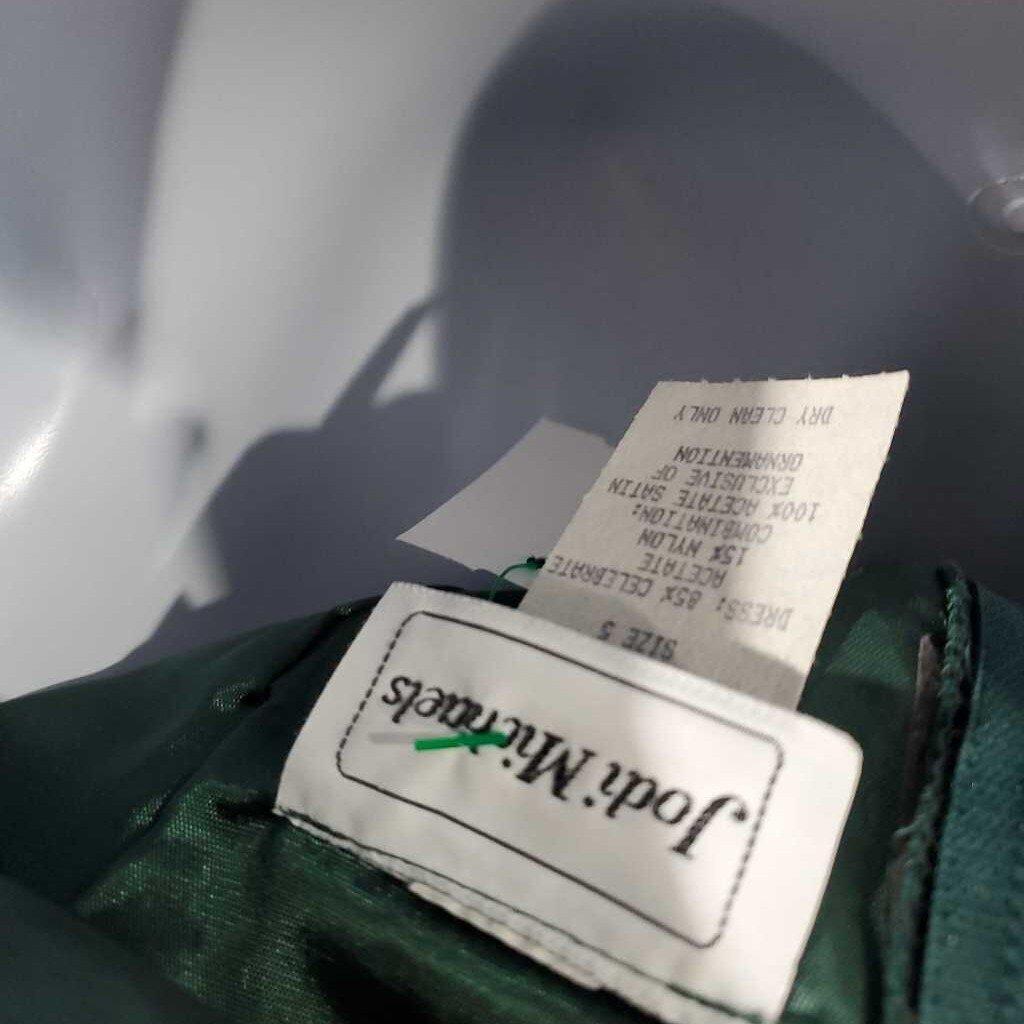 Jodi Michaels
SIZE 5
DRESS: 85% CELEBRATE
ACETATE
15% NYLON
COMBINATION:
100% ACETATE SATIN
EXCLUSIVE OF
ORNAMENTION
DRY CLEAN ONLY